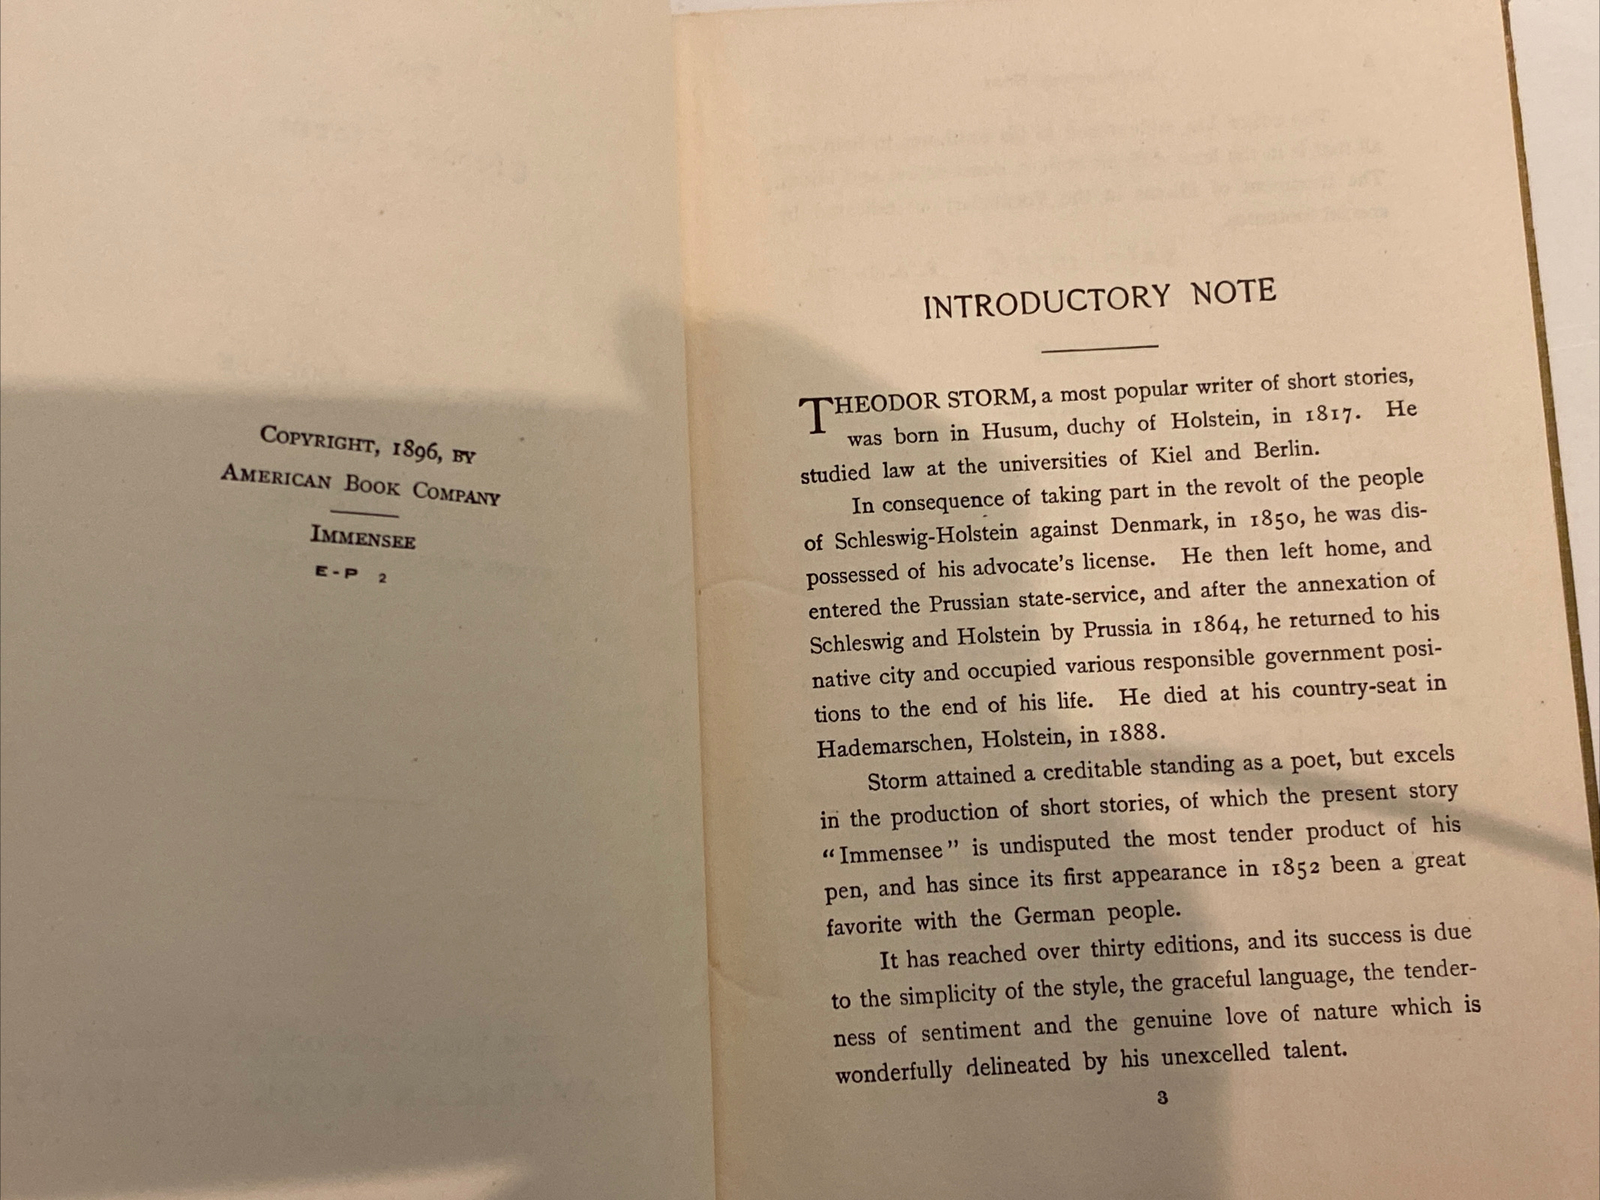 COPYRIGHT, 1896, BY
AMERICAN BOOK COMPANY
IMMENSEE
E-P 2
INTRODUCTORY NOTE
THEODOR STORM, a most popular writer of short stories,
was born in Husum, duchy of Holstein, in 1817. He
studied law at the universities of Kiel and Berlin.
In consequence of taking part in the revolt of the people
of Schleswig-Holstein against Denmark, in 1850, he was dis-
possessed of his advocate's license. He then left home, and
entered the Prussian state-service, and after the annexation of
Schleswig and Holstein by Prussia in 1864, he returned to his
native city and occupied various responsible government posi-
tions to the end of his life. He died at his country-seat in
Hademarschen, Holstein, in 1888.
Storm attained a creditable standing as a poet, but excels
in the production of short stories, of which the present story
“Immensee” is undisputed the most tender product of his
pen, and has since its first appearance in 1852 been a great
favorite with the German people.
It has reached over thirty editions, and its success is due
to the simplicity of the style, the graceful language, the tender-
ness of sentiment and the genuine love of nature which is
wonderfully delineated by his unexcelled talent.
3